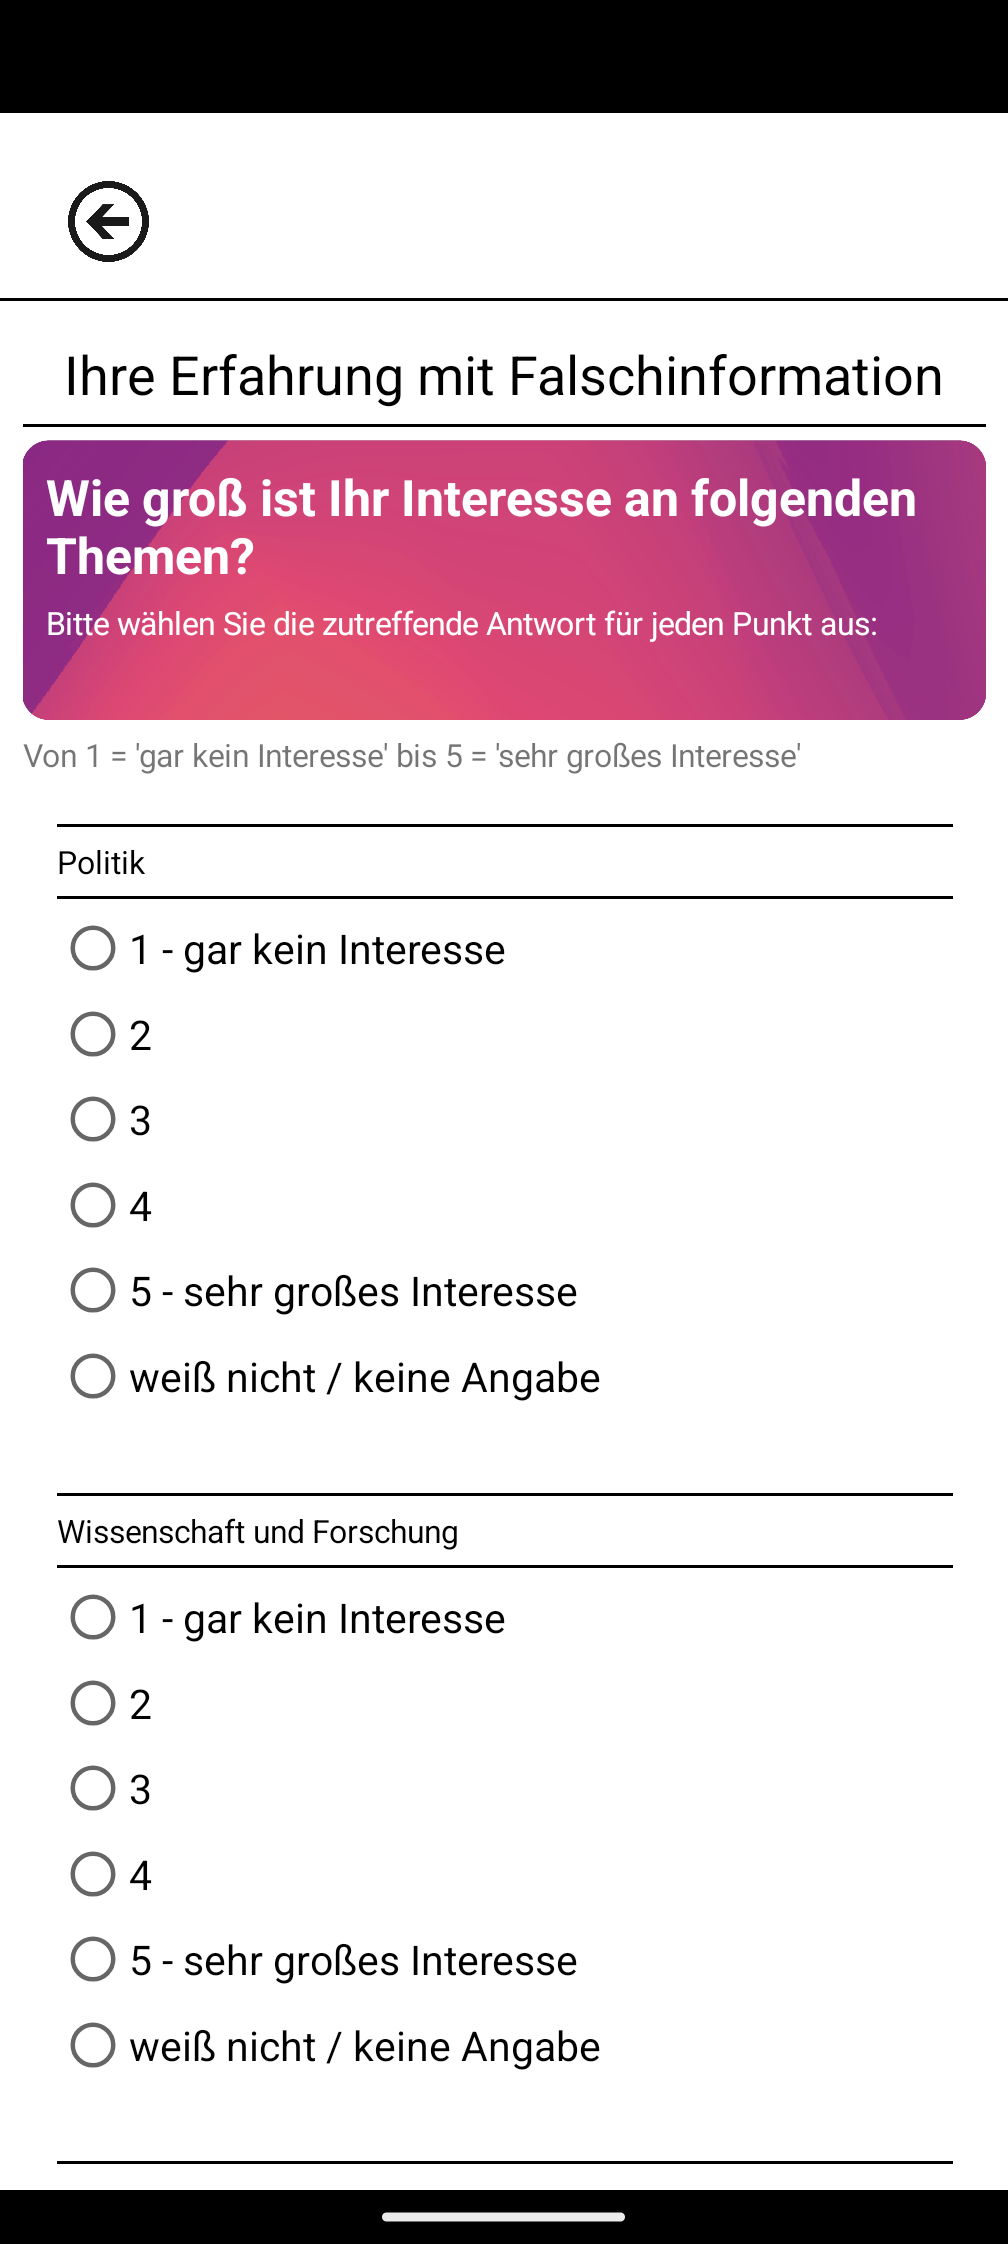 Ihre Erfahrung mit Falschinformation
Wie groß ist Ihr Interesse an folgenden
Themen?
Bitte wählen Sie die zutreffende Antwort für jeden Punkt aus:
Von 1 = 'gar kein Interesse' bis 5 = 'sehr großes Interesse'
Politik
1 - gar kein Interesse
2
3
4
5 - sehr großes Interesse
weiß nicht / keine Angabe
Wissenschaft und Forschung
1 - gar kein Interesse
2
3
4
5 - sehr großes Interesse
weiß nicht / keine Angabe